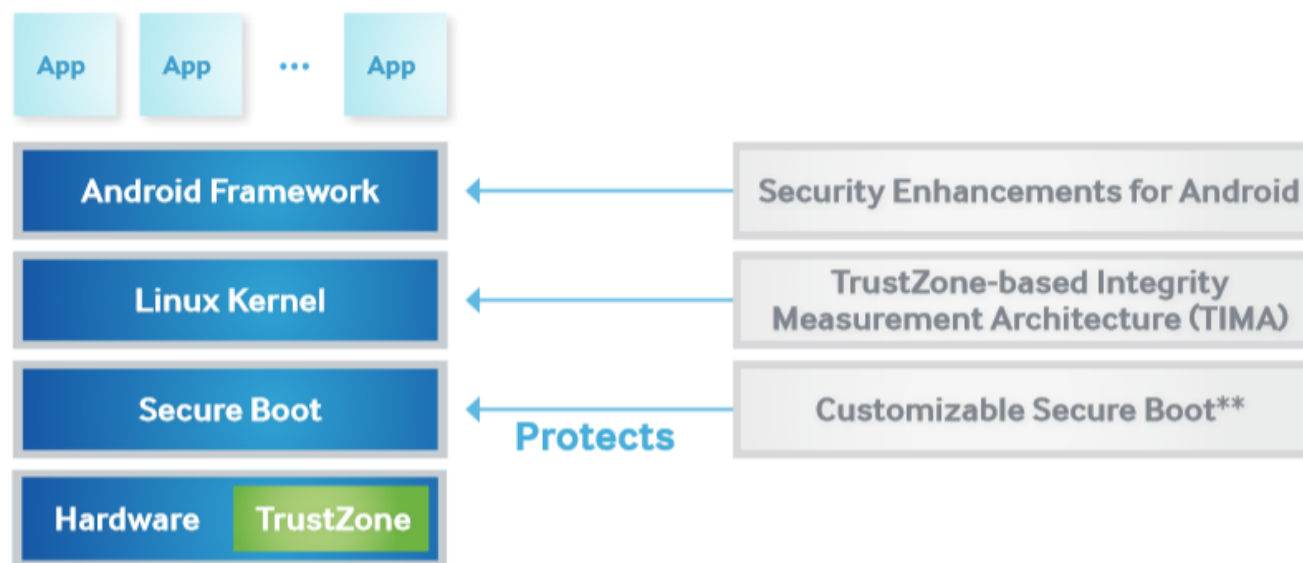 App App ... App
Android Framework
Security Enhancements for Android
Linux Kernel
TrustZone-based Integrity
Measurement Architecture (TIMA)
Secure Boot
Customizable Secure Boot**
Protects
Hardware TrustZone